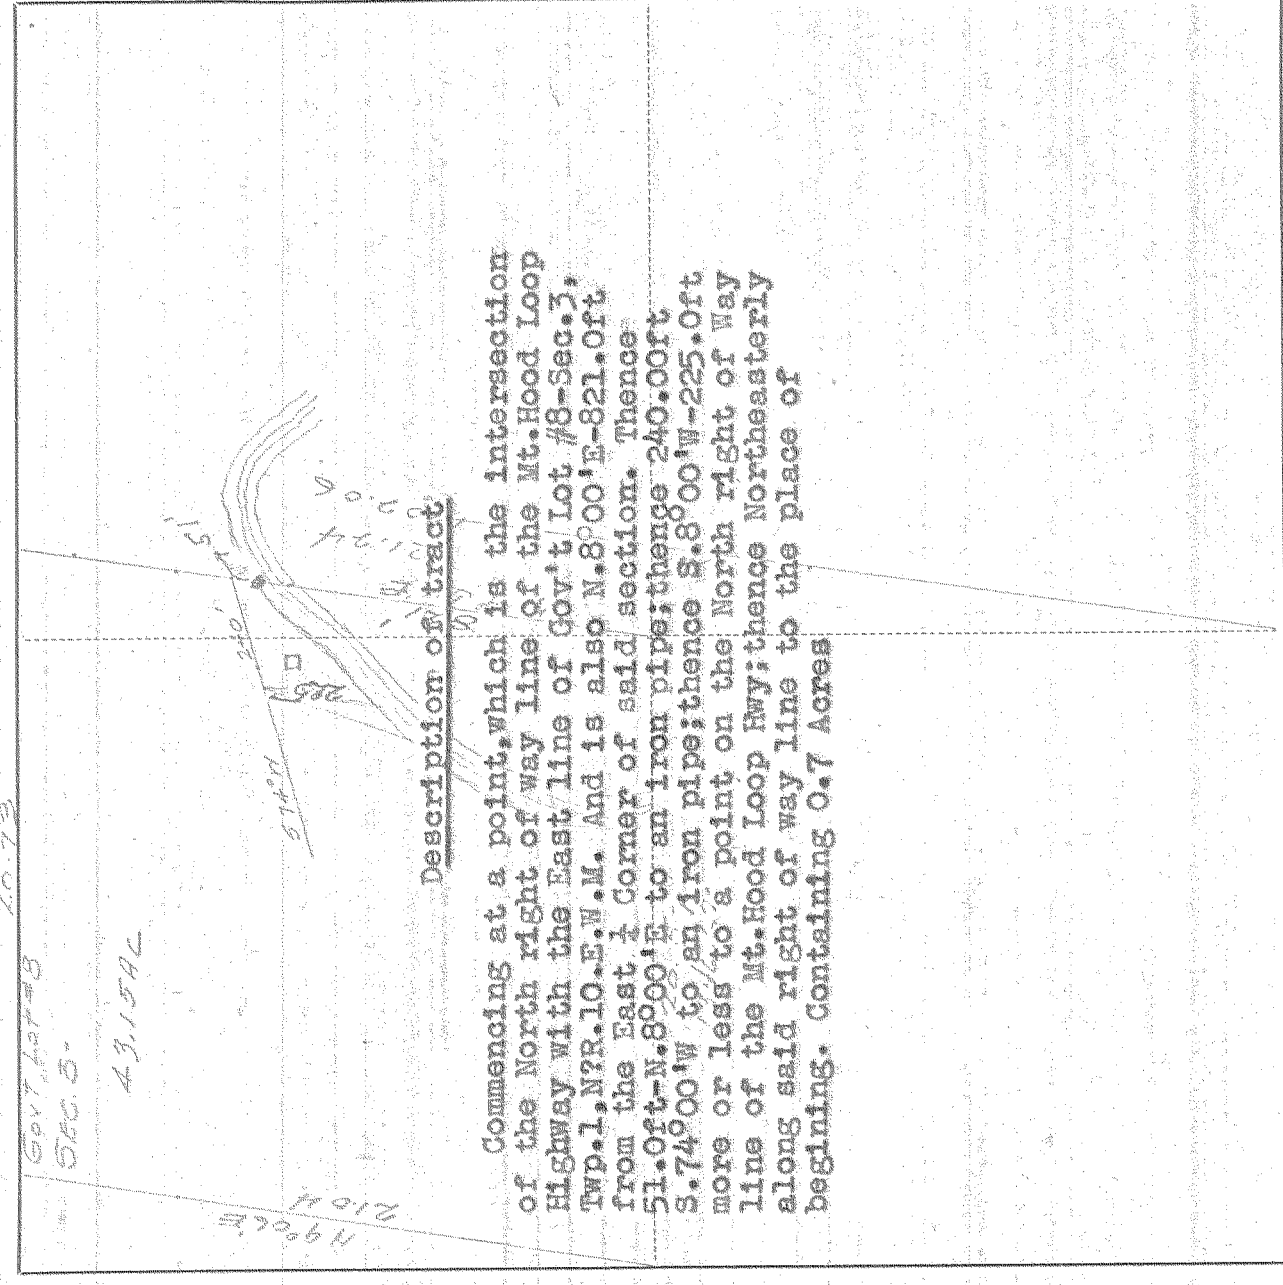 Gov't. Lot #8
Sec. 3.
43.15 AC
240'
51'
Description of tract
Commencing at a point,which is the intersection
of the North right of way line of the Mt.Hood Loop
Highway with the East line of Gov't Lot #8-Sec.3,
Twp.1,N?R.10.E.W.M. And is also N.8°00'E-821.0ft
from the East ¼ Corner of said section. Thence
51.0ft-N.8°00'E to an iron pipe;thence 240.00ft
S.74°00'W to an iron pipe;thence S.8°00'W-225.0ft
more or less to a point on the North right of Way
line of the Mt.Hood Loop Hwy;thence Northeasterly
along said right of way line to the place of
begining. Containing 0.7 Acres